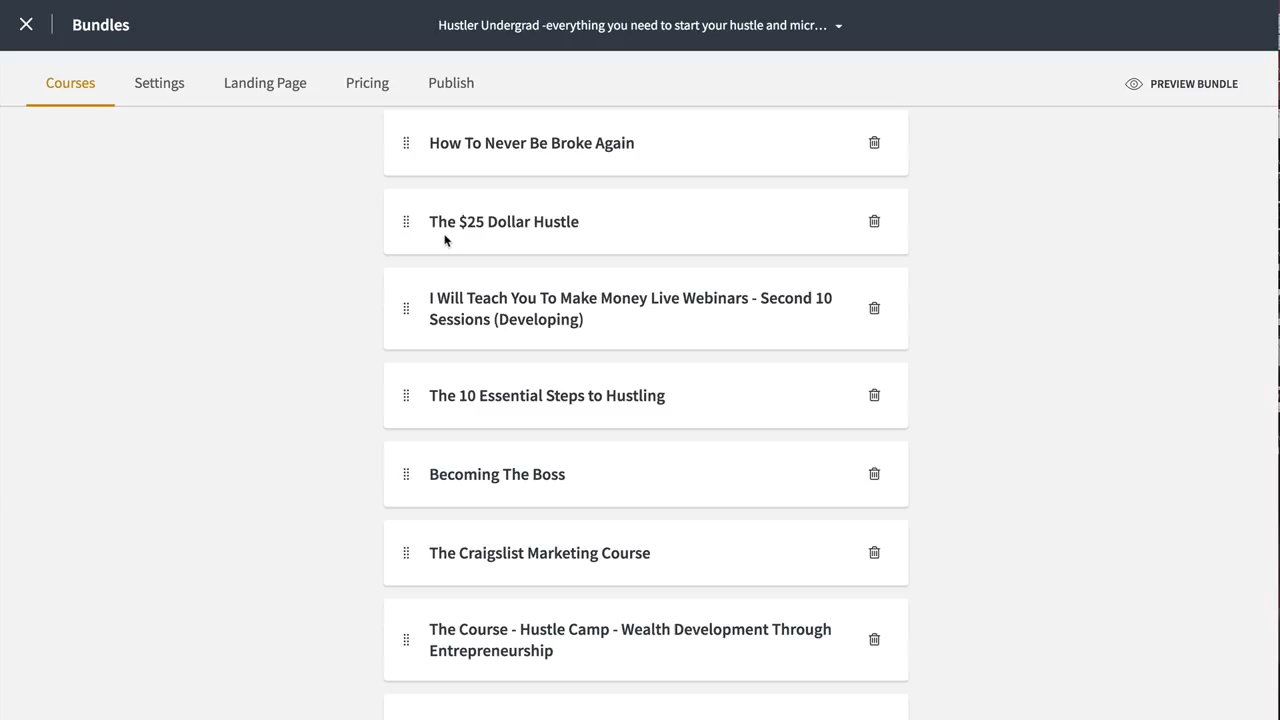 Bundles
Hustler Undergrad -everything you need to start your hustle and micr...
Courses
Settings
Landing Page
Pricing
Publish
PREVIEW BUNDLE
How To Never Be Broke Again
The $25 Dollar Hustle
I Will Teach You To Make Money Live Webinars - Second 10
Sessions (Developing)
The 10 Essential Steps to Hustling
Becoming The Boss
The Craigslist Marketing Course
The Course - Hustle Camp - Wealth Development Through
Entrepreneurship